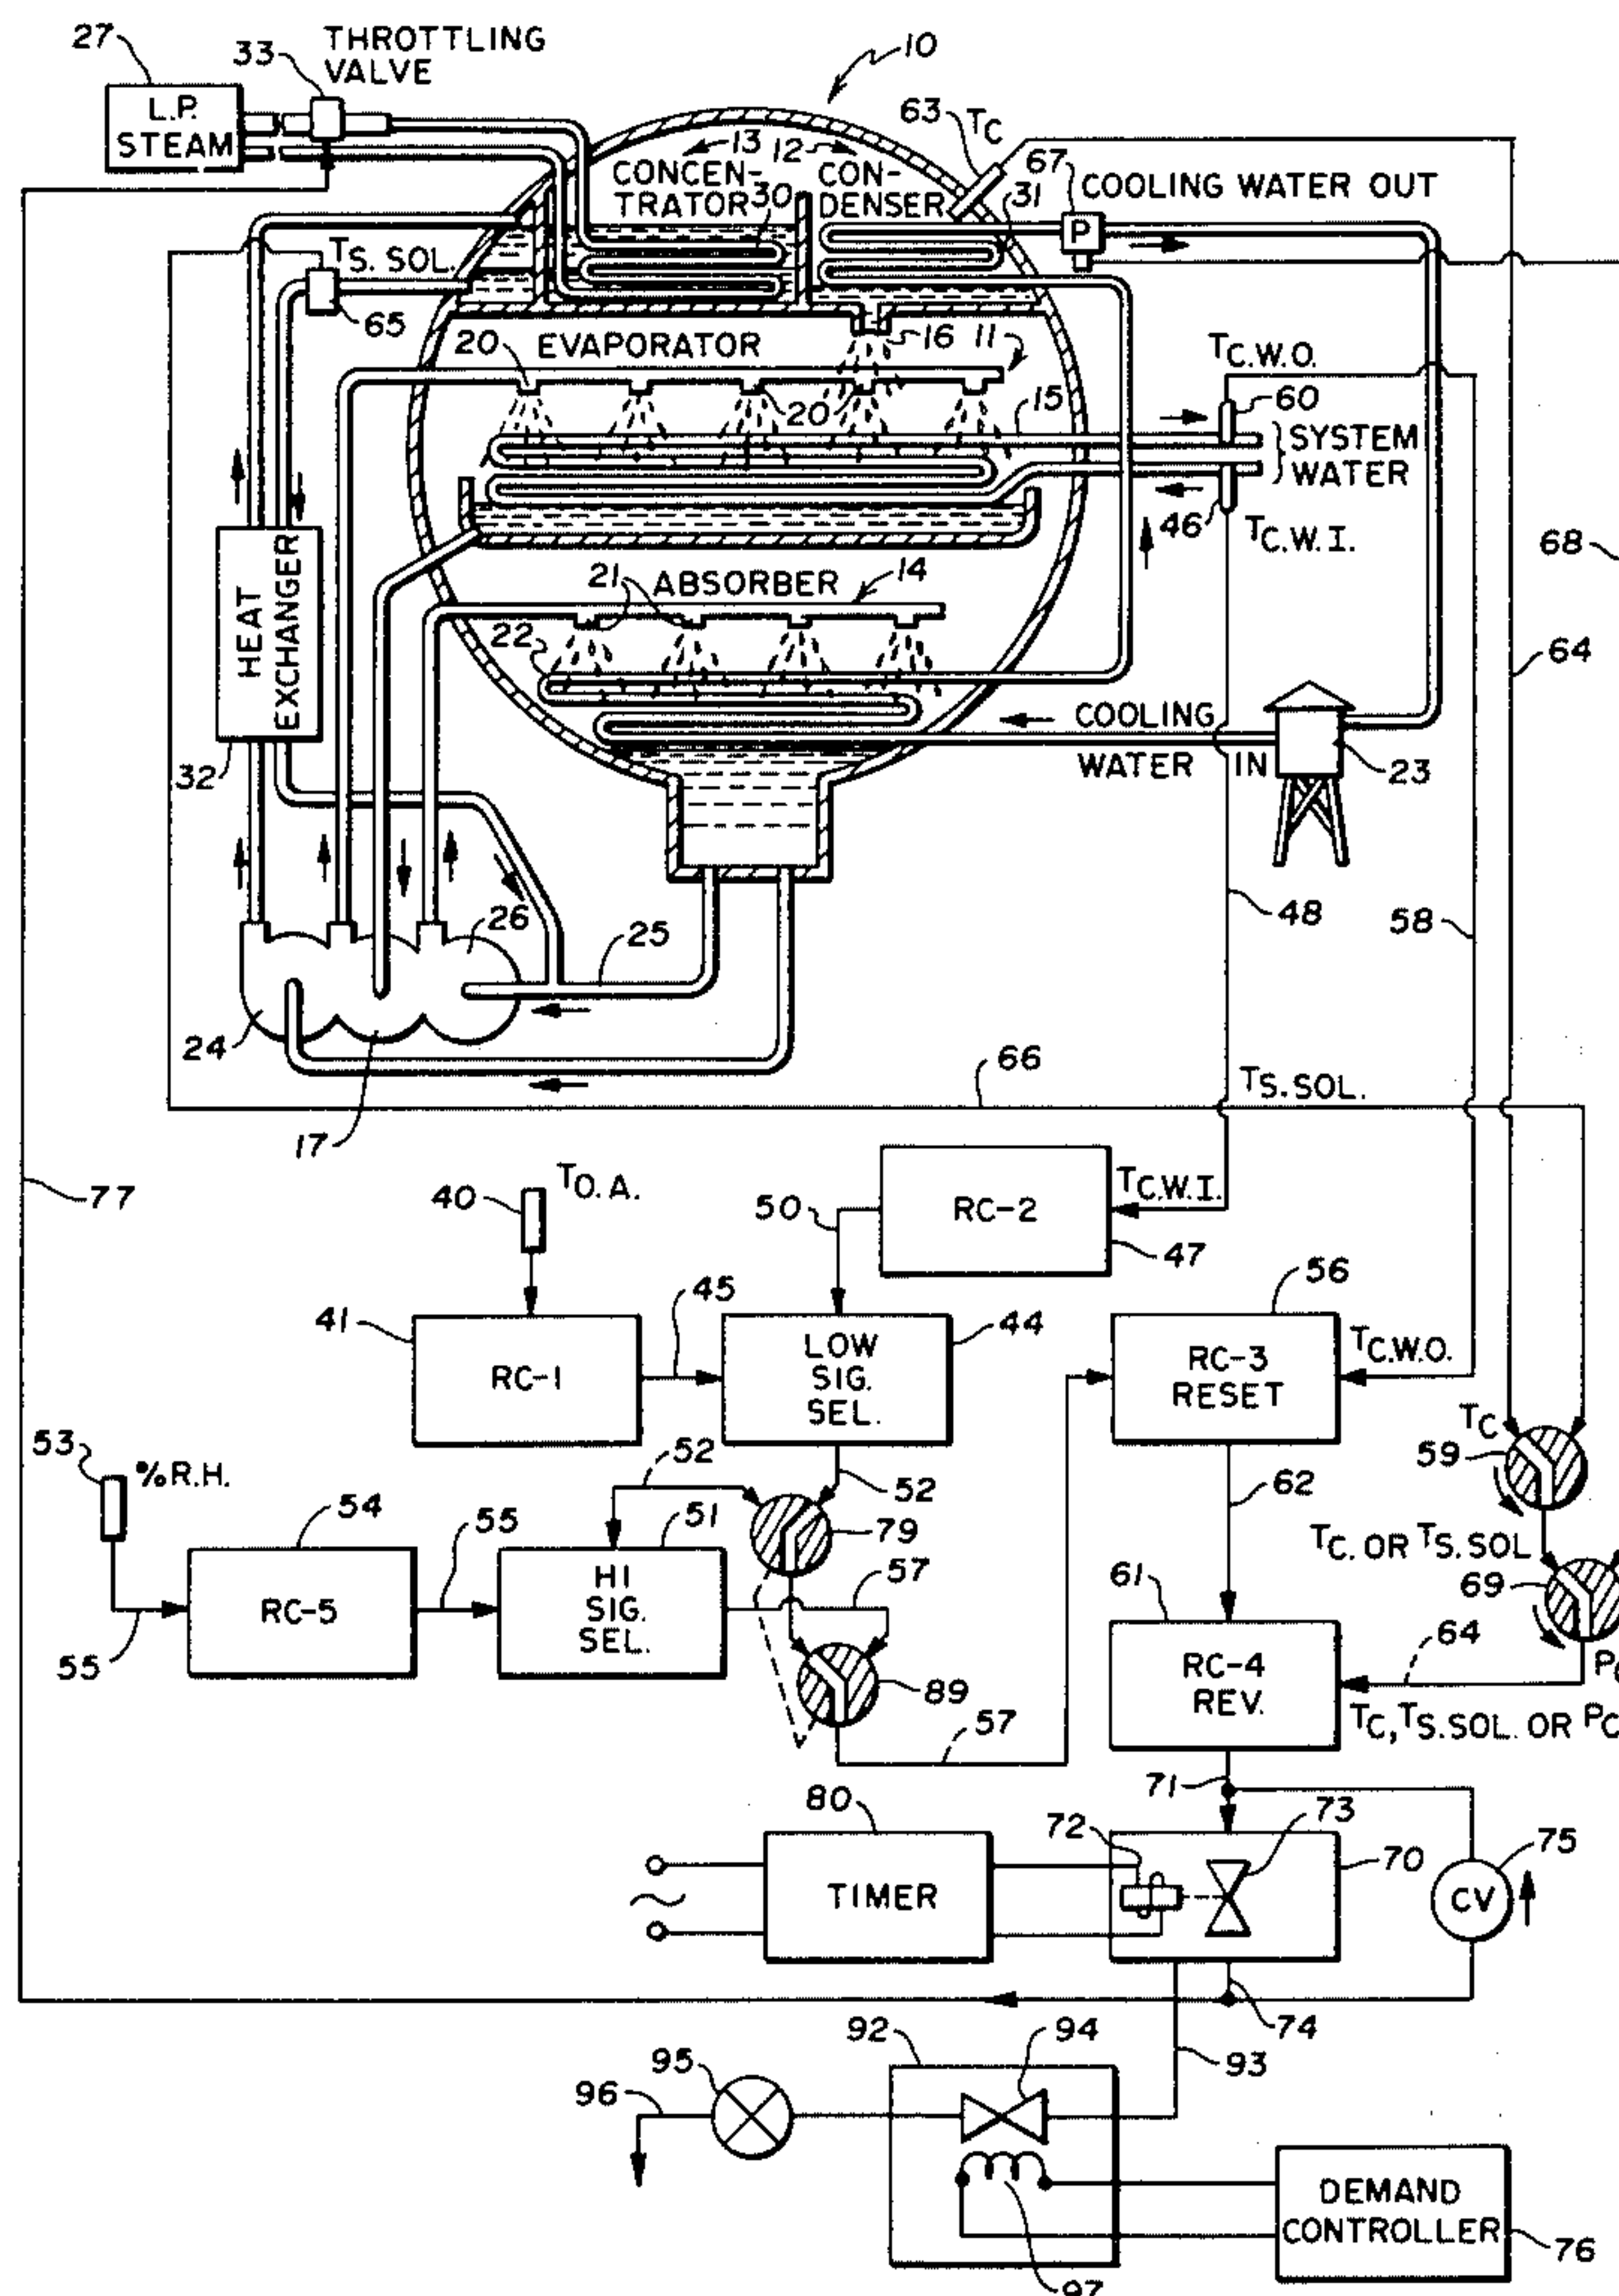 27
33
THROTTLING
VALVE
10
L.P.
STEAM
63
TC
13
12
67
CONCEN-
TRATOR
30
CON-
DENSER
31
COOLING WATER OUT
P
TS. SOL.
65
20
EVAPORATOR
16
11
TC.W.O.
20
15
60
SYSTEM
WATER
46
TC.W.I.
68
HEAT
EXCHANGER
21
ABSORBER
14
22
64
COOLING
WATER IN
23
32
26
25
48
58
24
17
66
TS. SOL.
77
40
TO. A.
50
RC-2
TC.W.I.
47
41
RC-1
45
LOW
SIG.
SEL.
44
56
RC-3
RESET
TC.W.O.
53
% R.H.
52
52
TC
59
54
55
51
79
62
TC. OR TS. SOL
55
RC-5
HI
SIG.
SEL.
57
61
69
89
RC-4
REV.
64
57
TC, TS. SOL. OR PC
71
80
72
73
70
75
TIMER
CV
74
92
94
93
95
96
97
DEMAND
CONTROLLER
76